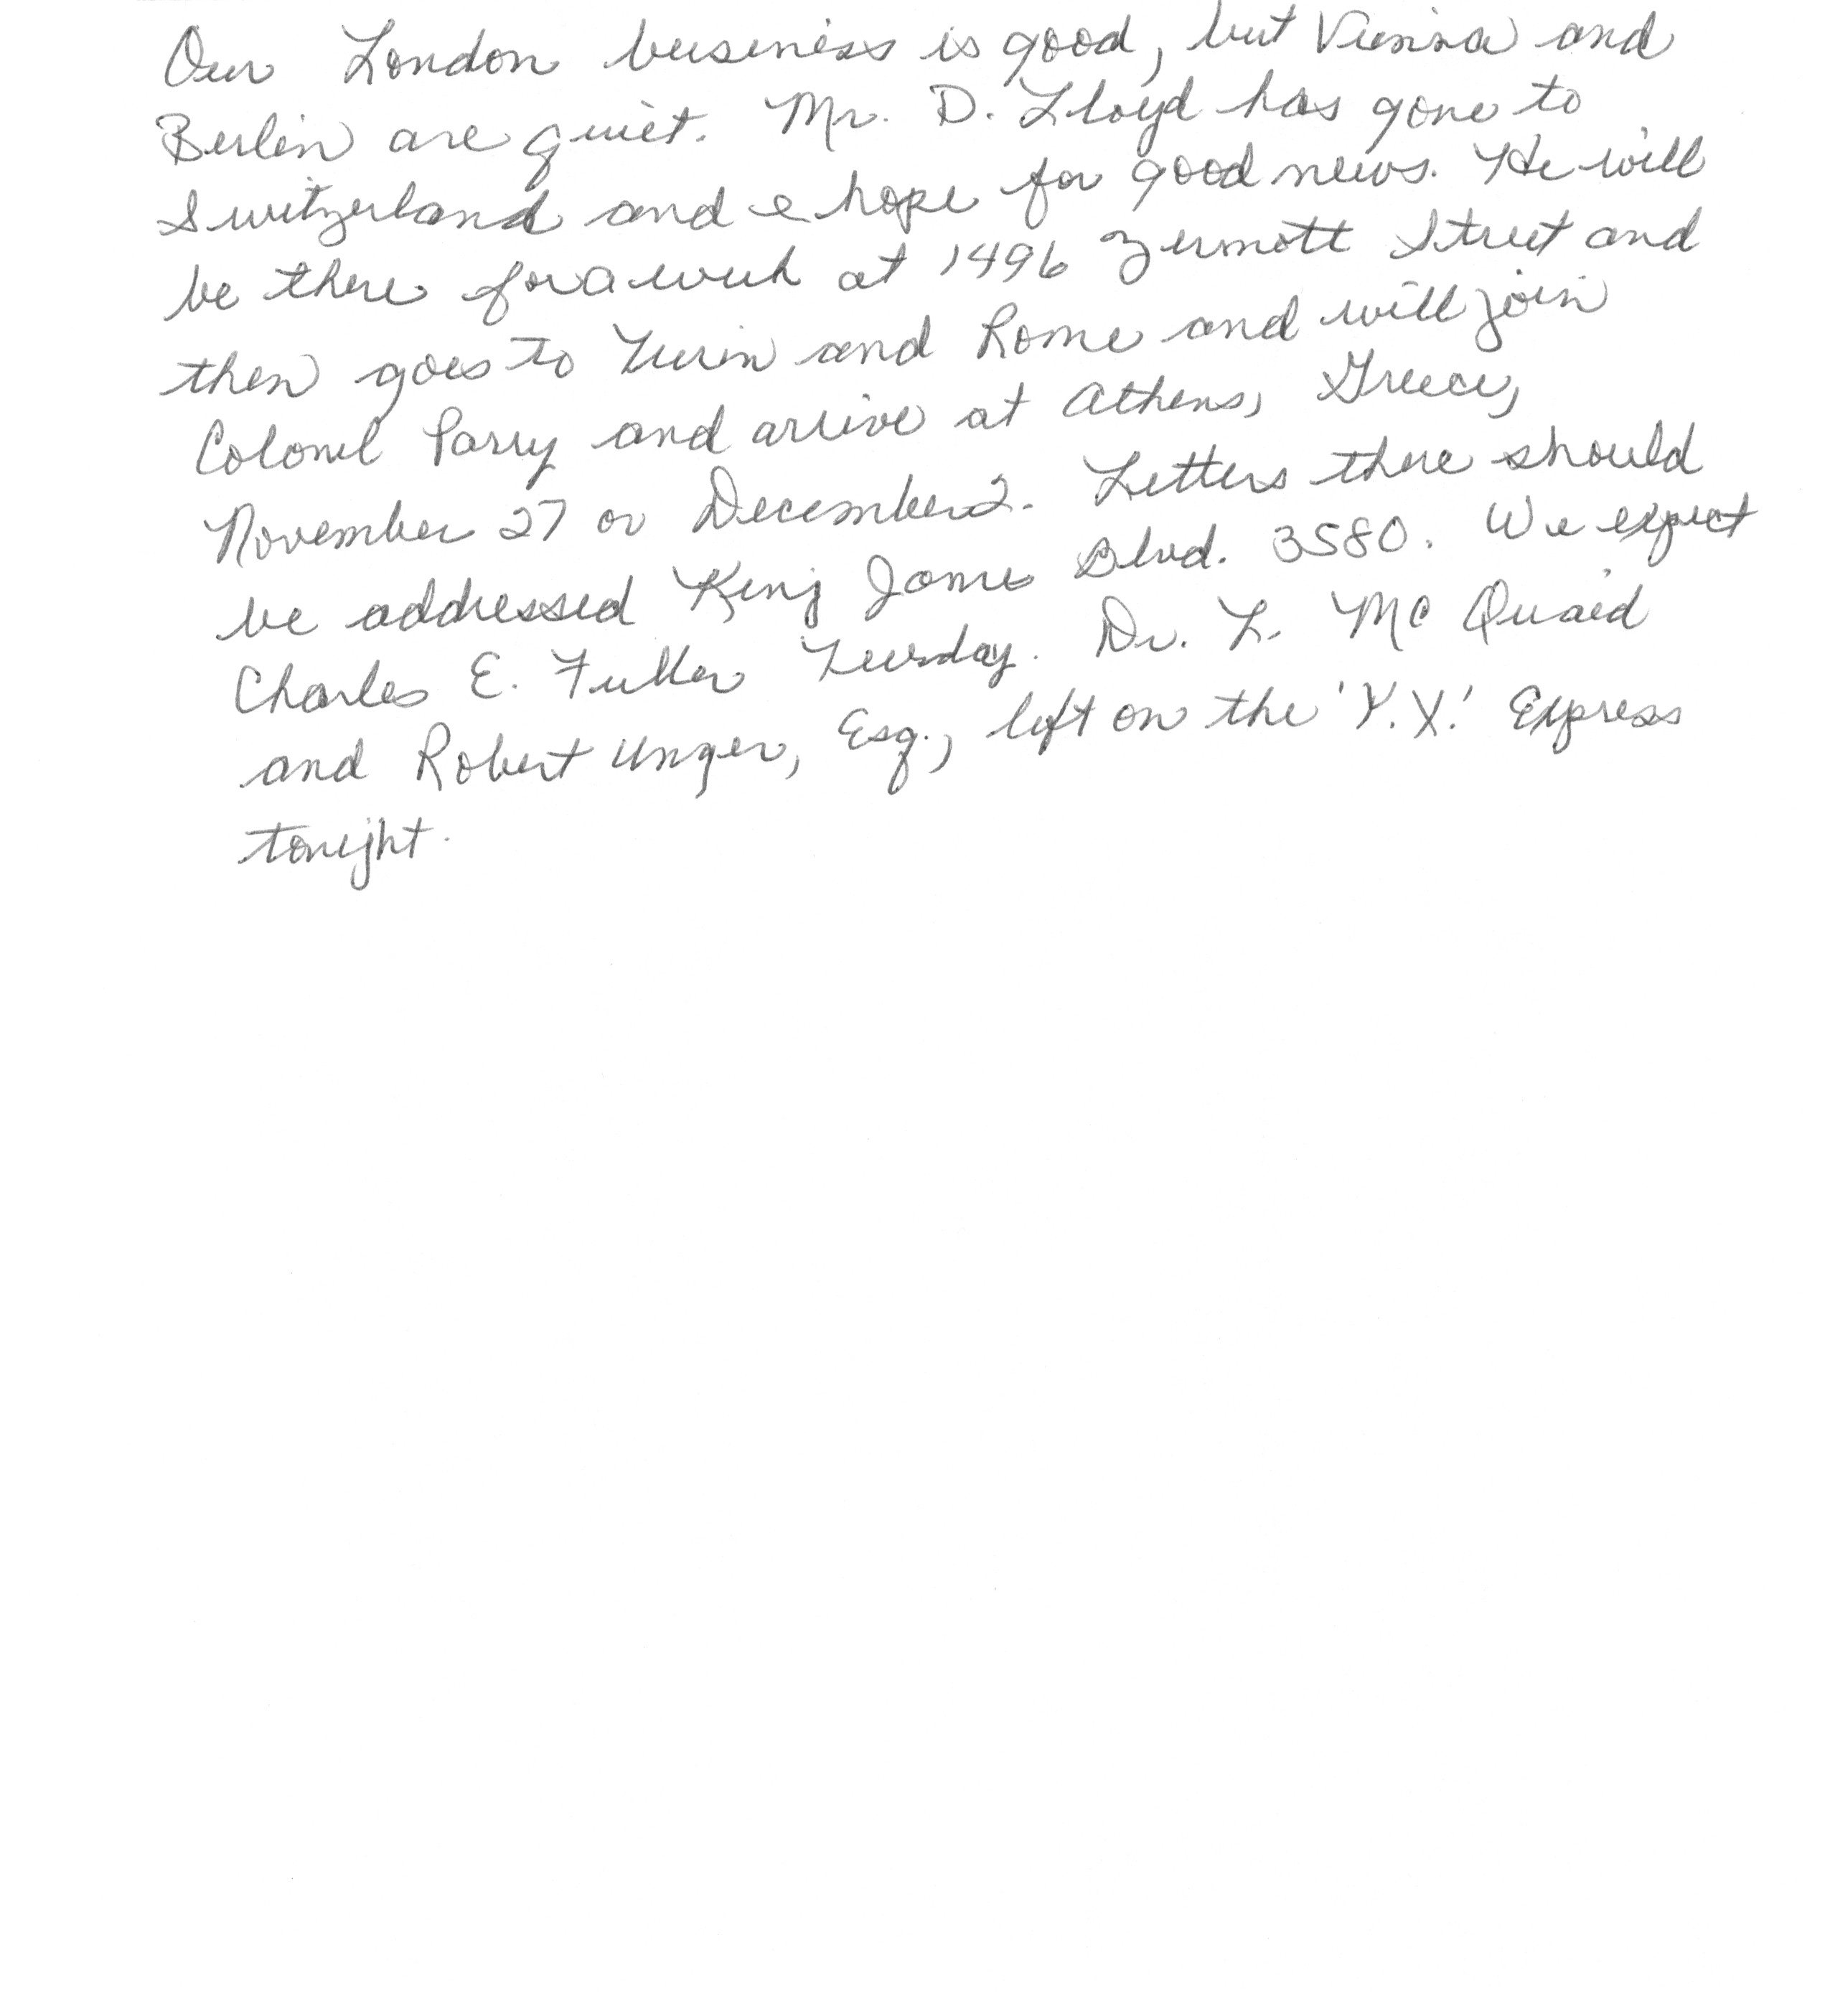 Our London business is good, but Vienna and
Berlin are quiet. Mr. D. Lloyd has gone to
Switzerland and I hope for good news. He will
be there for a week at 1496 Zermott Street and
then goes to Turin and Rome and will join
Colonel Parry and arrive at Athens, Greece,
November 27 or December 2. Letters there should
be addressed King James Blvd. 3580. We expect
Charles E. Fuller Tuesday. Dr. L. McQuaid
and Robert Unger, Esq., left on the 'Y.X.' Express
tonight.